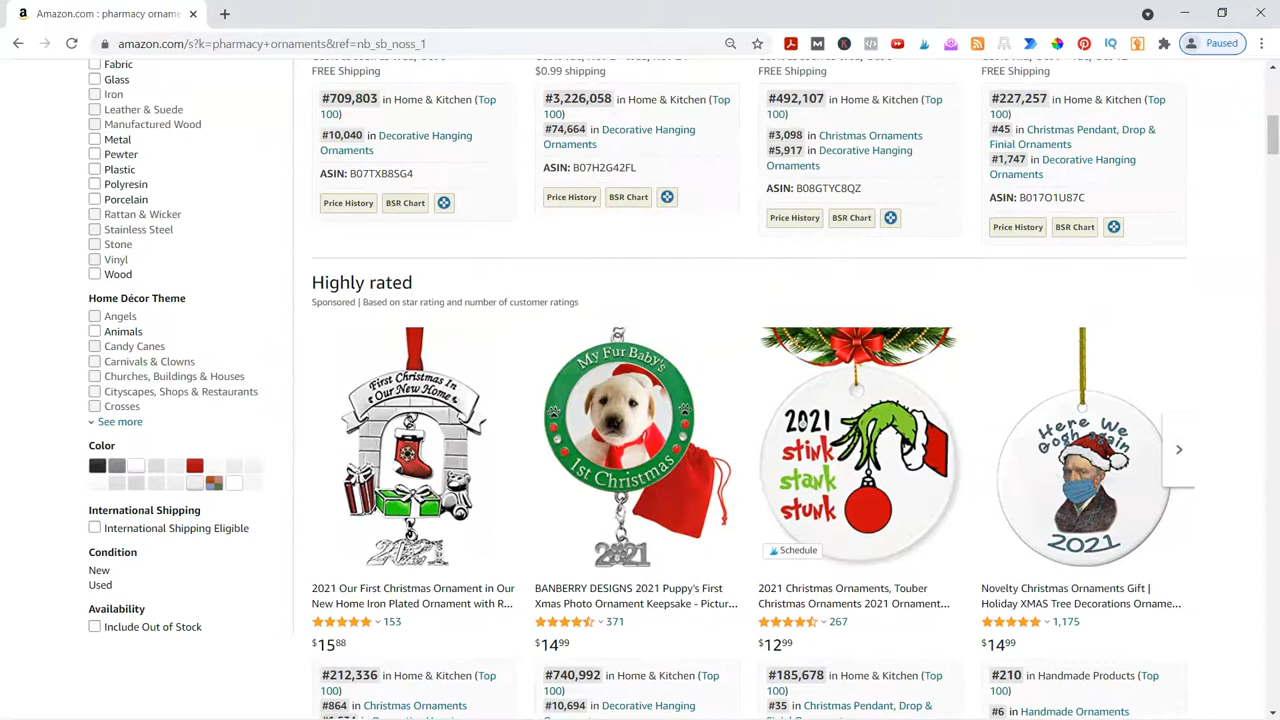 Amazon.com : pharmacy orname
Paused
amazon.com/s?k=pharmacy+ornaments&ref=nb_sb_noss_1
Fabric
Glass
Iron
Leather & Suede
Manufactured Wood
Metal
Pewter
Plastic
Polyresin
Porcelain
Rattan & Wicker
Stainless Steel
Stone
Vinyl
Wood
Home Décor Theme
Angels
Animals
Candy Canes
Carnivals & Clowns
Churches, Buildings & Houses
Cityscapes, Shops & Restaurants
Crosses
See more
Color
International Shipping
International Shipping Eligible
Condition
New
Used
Availability
Include Out of Stock
FREE Shipping
#709,803 in Home & Kitchen (Top
100)
#10,040 in Decorative Hanging
Ornaments
ASIN: B07TXB8SG4
Price History
BSR Chart
$0.99 shipping
#3,226,058 in Home & Kitchen (Top
100)
#74,664 in Decorative Hanging
Ornaments
ASIN: B07H2G42FL
Price History
BSR Chart
FREE Shipping
#492,107 in Home & Kitchen (Top
100)
#3,098 in Christmas Ornaments
#5,917 in Decorative Hanging
Ornaments
ASIN: B08GTYC8QZ
Price History
BSR Chart
FREE Shipping
#227,257 in Home & Kitchen (Top
100)
#45 in Christmas Pendant, Drop &
Finial Ornaments
#1,747 in Decorative Hanging
Ornaments
ASIN: B017O1U87C
Price History
BSR Chart
Highly rated
Sponsored | Based on star rating and number of customer ratings
First Christmas In
Our New Home
2021
2021 Our First Christmas Ornament in Our
New Home Iron Plated Ornament with R...
153
$15 88
#212,336 in Home & Kitchen (Top
100)
#864 in Christmas Ornaments
My Fur Baby's
1st Christmas
2021
BANBERRY DESIGNS 2021 Puppy's First
Xmas Photo Ornament Keepsake - Pictur...
371
$14 99
#740,992 in Home & Kitchen (Top
100)
#10,694 in Decorative Hanging
2021
stink
stank
stunk
Schedule
2021 Christmas Ornaments, Touber
Christmas Ornaments 2021 Ornament...
267
$12 99
#185,678 in Home & Kitchen (Top
100)
#35 in Christmas Pendant, Drop &
Here We
Gogh again
2021
Novelty Christmas Ornaments Gift |
Holiday XMAS Tree Decorations Orname...
1,175
$14 99
#210 in Handmade Products (Top
100)
#6 in Handmade Ornaments